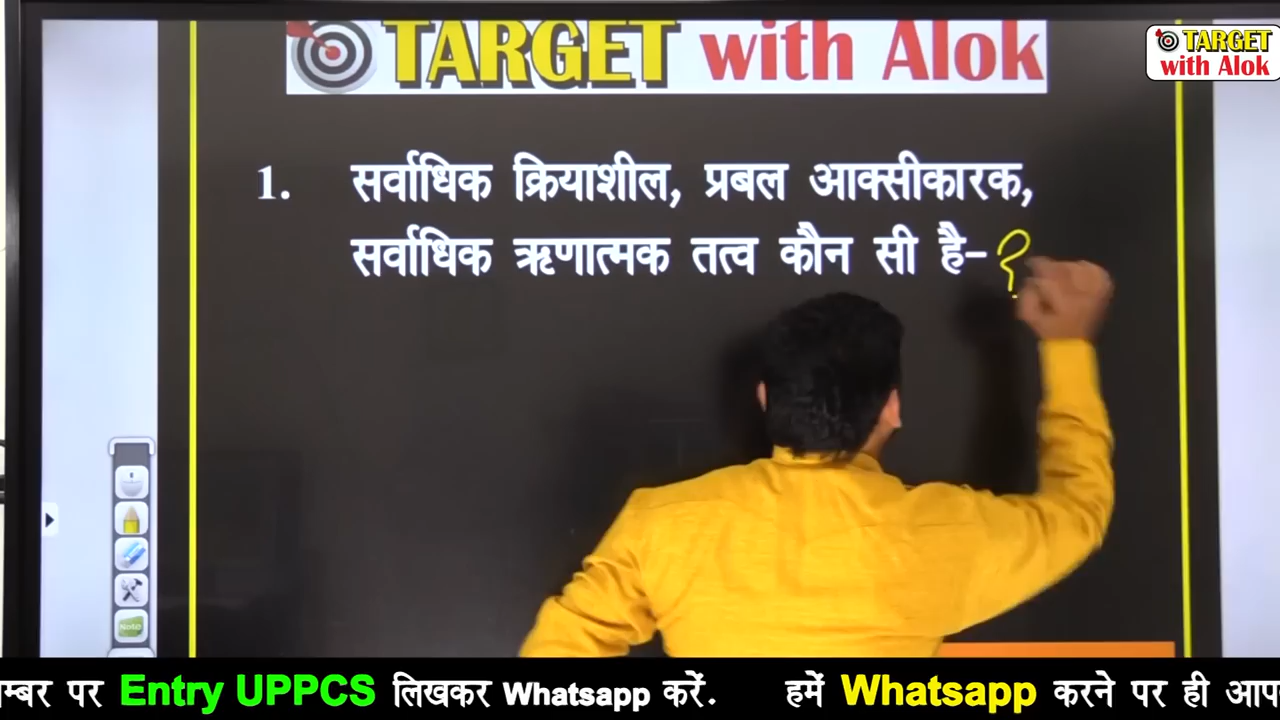 TARGET with Alok
TARGET
with Alok
1. सर्वाधिक क्रियाशील, प्रबल आक्सीकारक,
सर्वाधिक ऋणात्मक तत्व कौन सी है-?
म्बर पर Entry UPPCS लिखकर Whatsapp करें. हमें Whatsapp करने पर ही आप